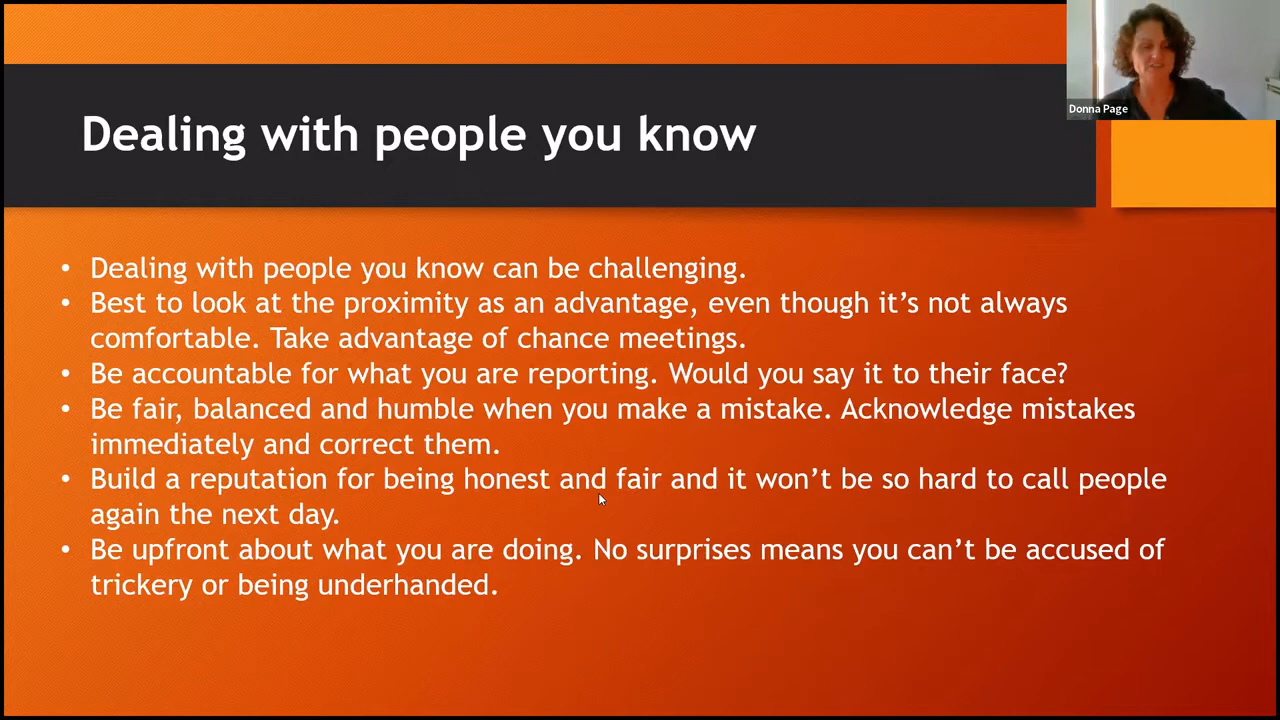 Donna Page
Dealing with people you know
• Dealing with people you know can be challenging.
• Best to look at the proximity as an advantage, even though it’s not always
comfortable. Take advantage of chance meetings.
• Be accountable for what you are reporting. Would you say it to their face?
• Be fair, balanced and humble when you make a mistake. Acknowledge mistakes
immediately and correct them.
• Build a reputation for being honest and fair and it won’t be so hard to call people
again the next day.
• Be upfront about what you are doing. No surprises means you can’t be accused of
trickery or being underhanded.